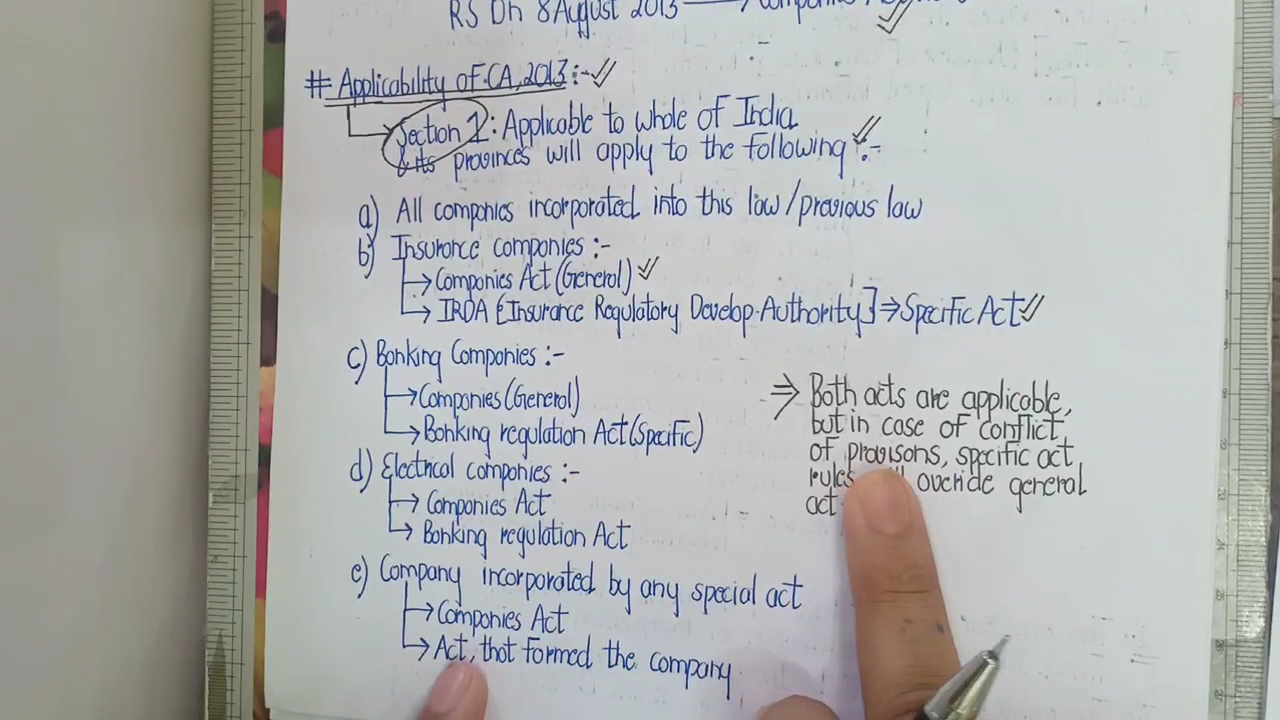 RS On 8 August 2013 → Companies
# Applicability of CA, 2013 :-
Section 1 : Applicable to whole of India
& its provinces will apply to the following :-
a) All companies incorporated into this law / previous law
b) Insurance companies :-
→ Companies Act (General)
→ IRDA [Insurance Regulatory Develop. Authority] ⇒ Specific Act
c) Banking Companies :-
→ Companies (General)
→ Banking regulation Act (Specific)
d) Electrical companies :-
→ Companies Act
→ Banking regulation Act
e) Company incorporated by any special act
→ Companies Act
→ Act, that formed the company
⇒ Both acts are applicable,
but in case of conflict
of provisons, specific act
rules overide general
act